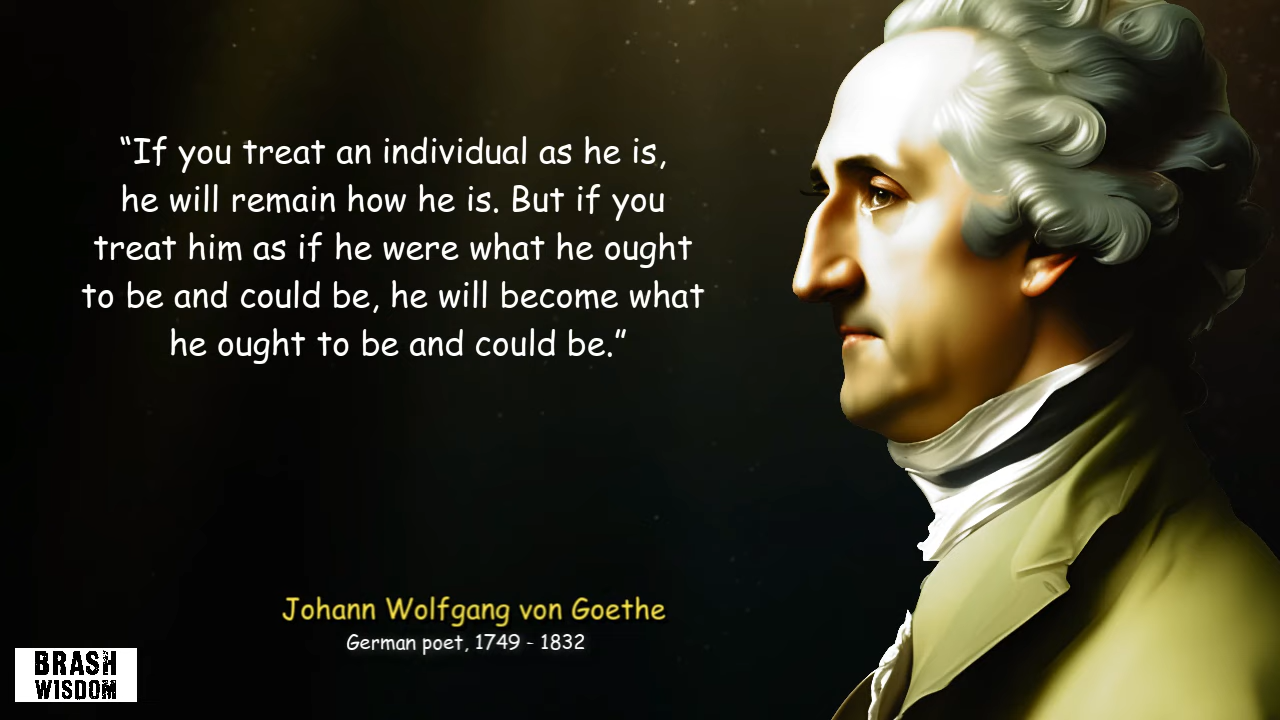 “If you treat an individual as he is,
he will remain how he is. But if you
treat him as if he were what he ought
to be and could be, he will become what
he ought to be and could be.”
Johann Wolfgang von Goethe
German poet, 1749 - 1832
BRASH
WISDOM